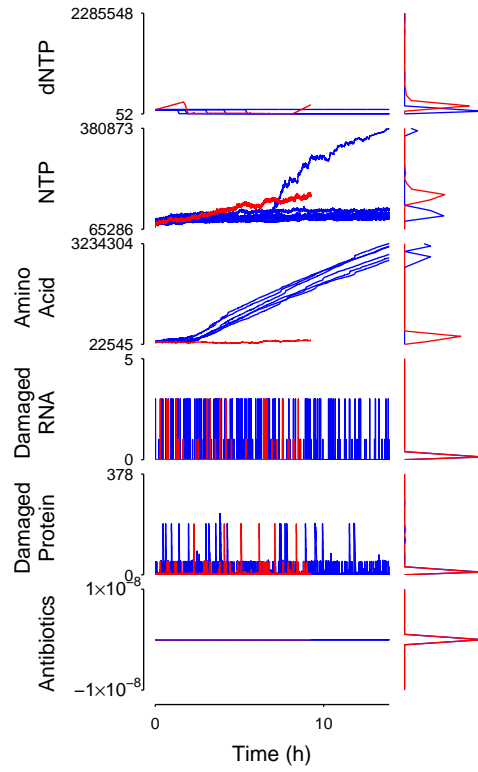 2285548
dNTP
52
380873
NTP
65286
3234304
Amino
Acid
22545
5
Damaged
RNA
0
378
Damaged
Protein
0
1×10⁻⁸
Antibiotics
−1×10⁻⁸
0 10
Time (h)